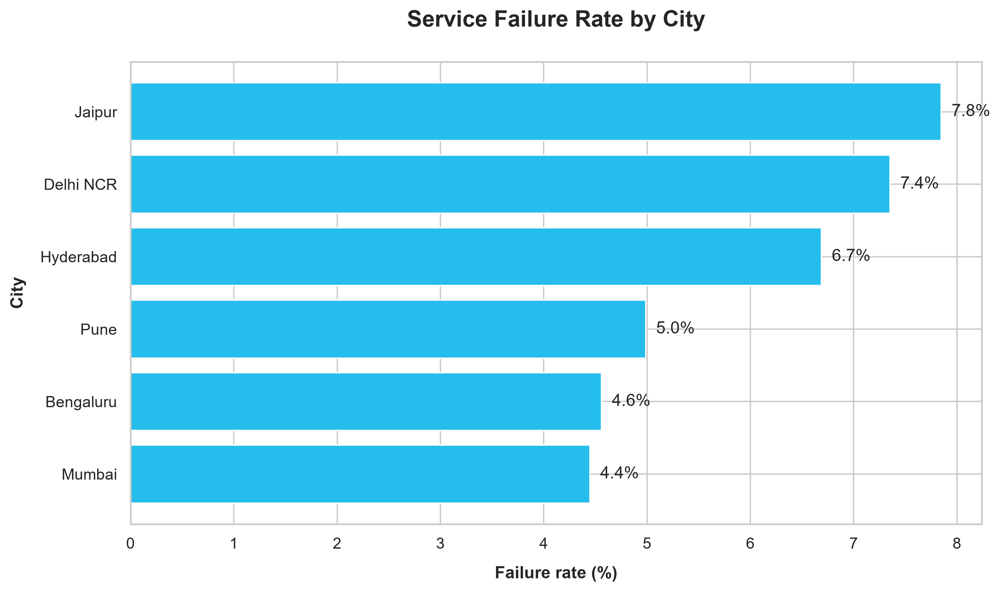 Service Failure Rate by City
Jaipur
7.8%
Delhi NCR
7.4%
Hyderabad
6.7%
City
Pune
5.0%
Bengaluru
4.6%
Mumbai
4.4%
0 1 2 3 4 5 6 7 8
Failure rate (%)